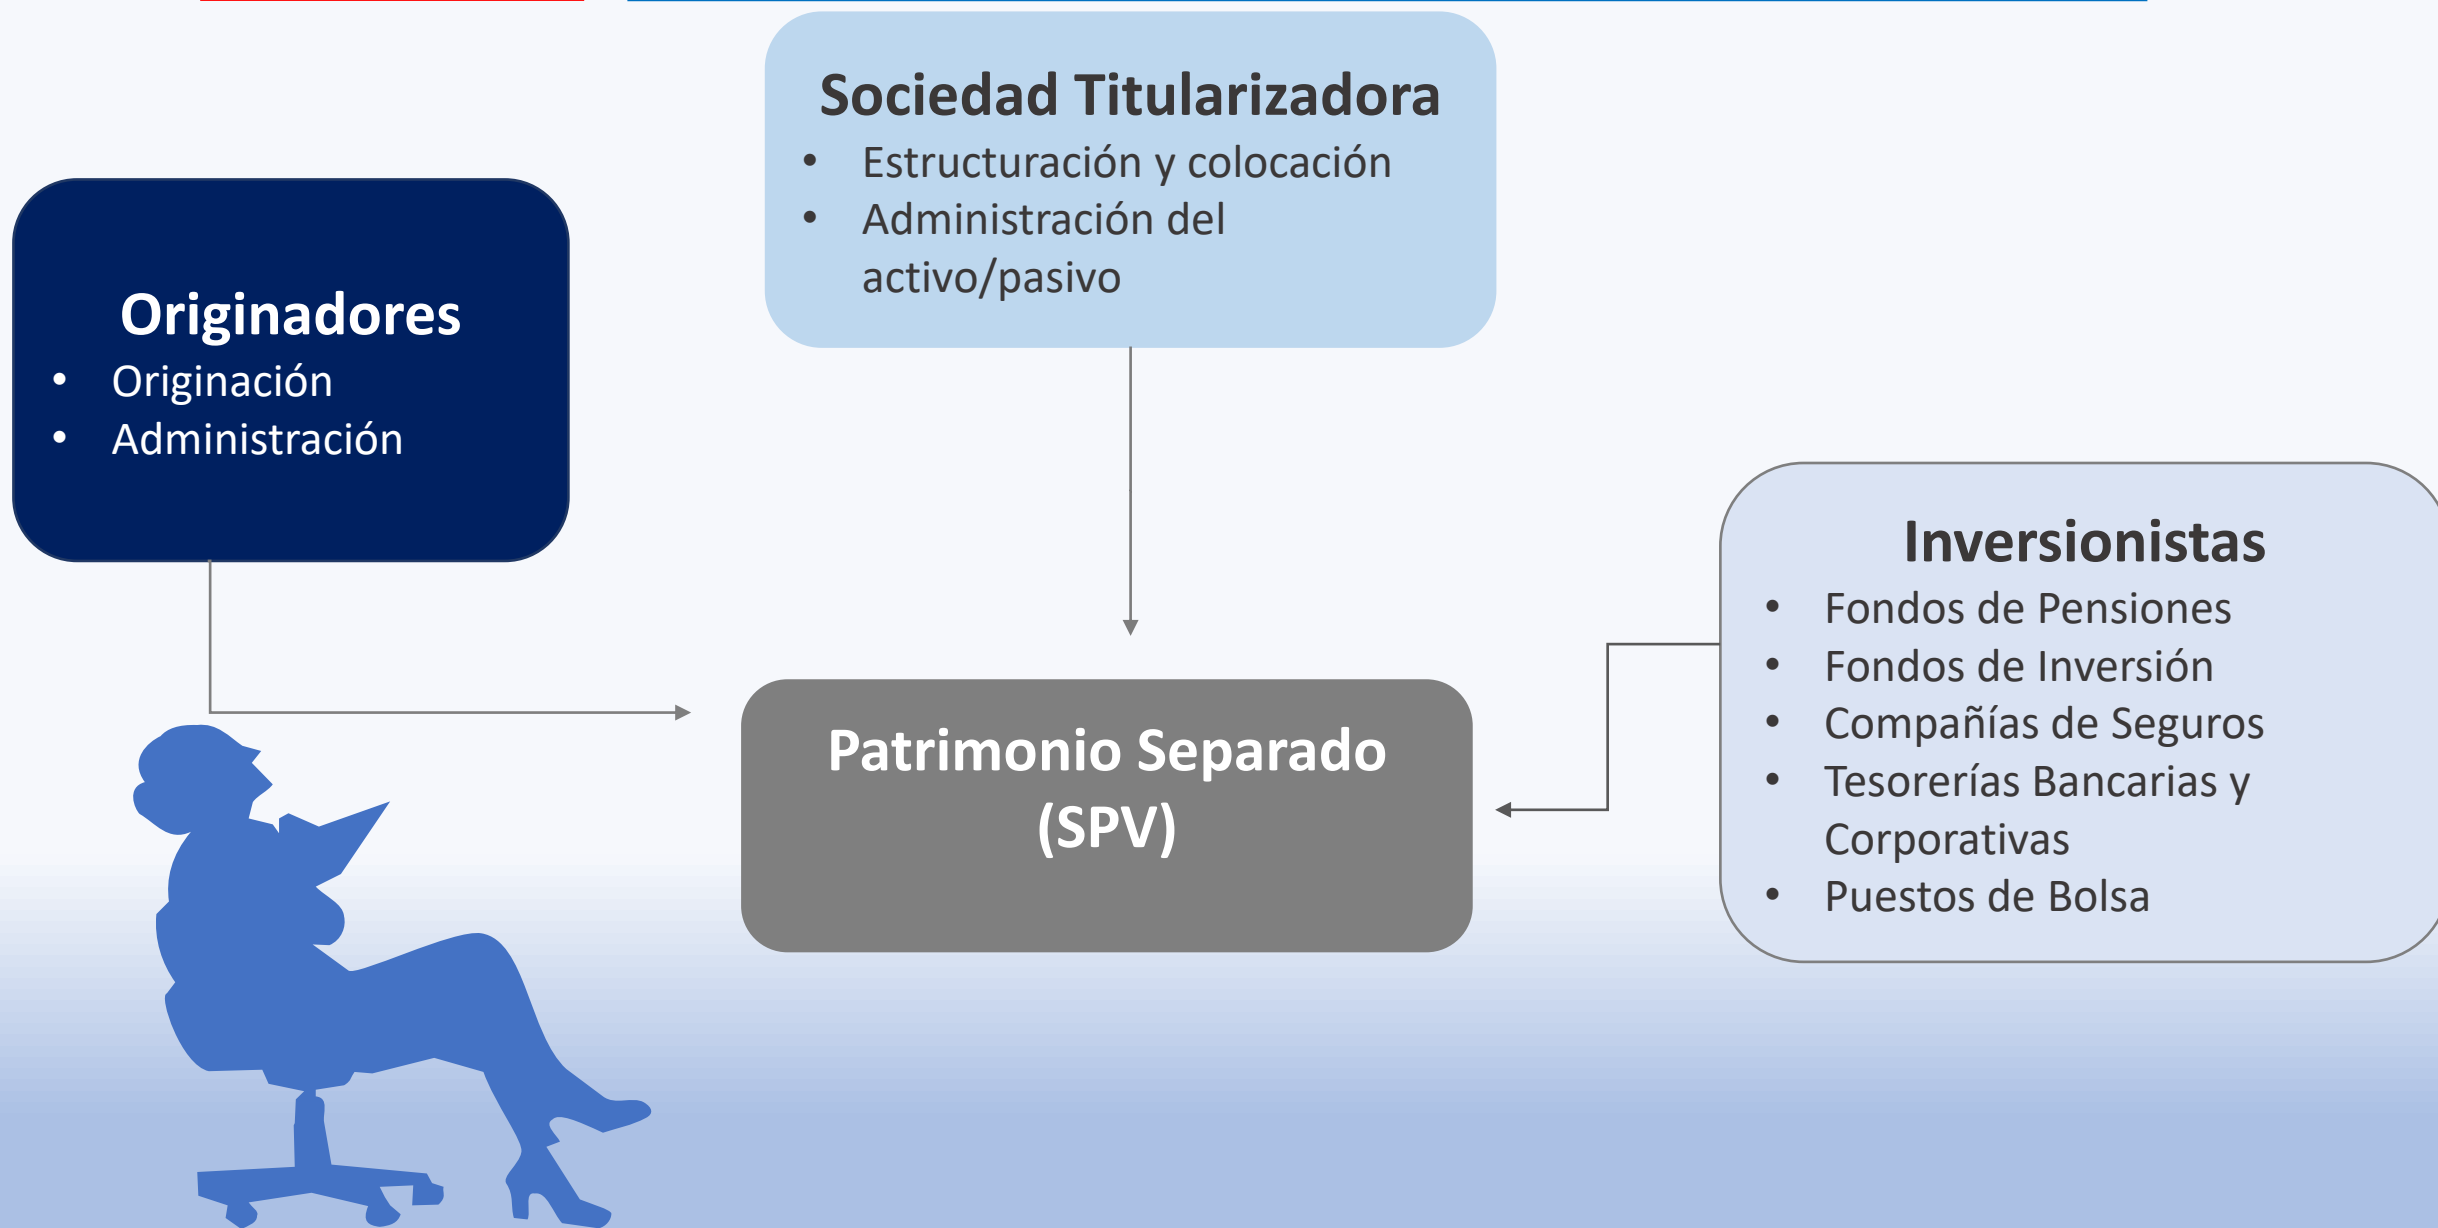 Sociedad Titularizadora
• Estructuración y colocación
• Administración del
activo/pasivo
Originadores
• Originación
• Administración
Inversionistas
• Fondos de Pensiones
• Fondos de Inversión
• Compañías de Seguros
• Tesorerías Bancarias y
Corporativas
• Puestos de Bolsa
Patrimonio Separado
(SPV)